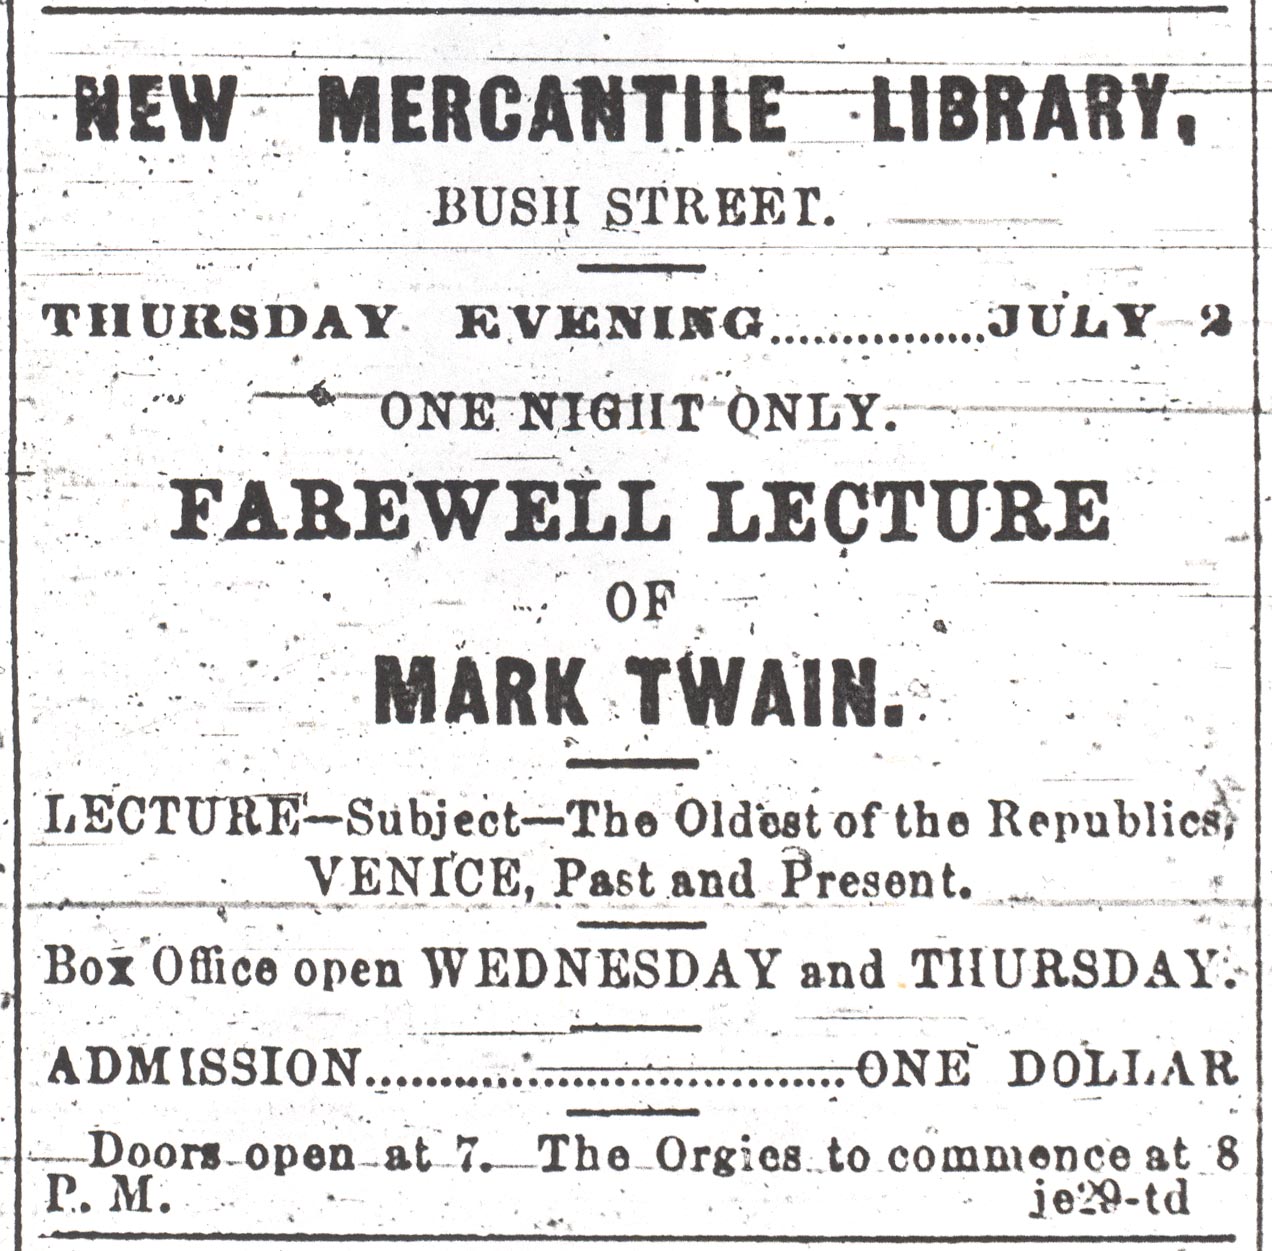 NEW MERCANTILE LIBRARY,
BUSH STREET.
THURSDAY EVENING...............JULY 2
ONE NIGHT ONLY.
FAREWELL LECTURE
OF
MARK TWAIN.
LECTURE—Subject—The Oldest of the Republics,
VENICE, Past and Present.
Box Office open WEDNESDAY and THURSDAY.
ADMISSION..................................ONE DOLLAR
Doors open at 7. The Orgies to commence at 8
P. M. je29-td